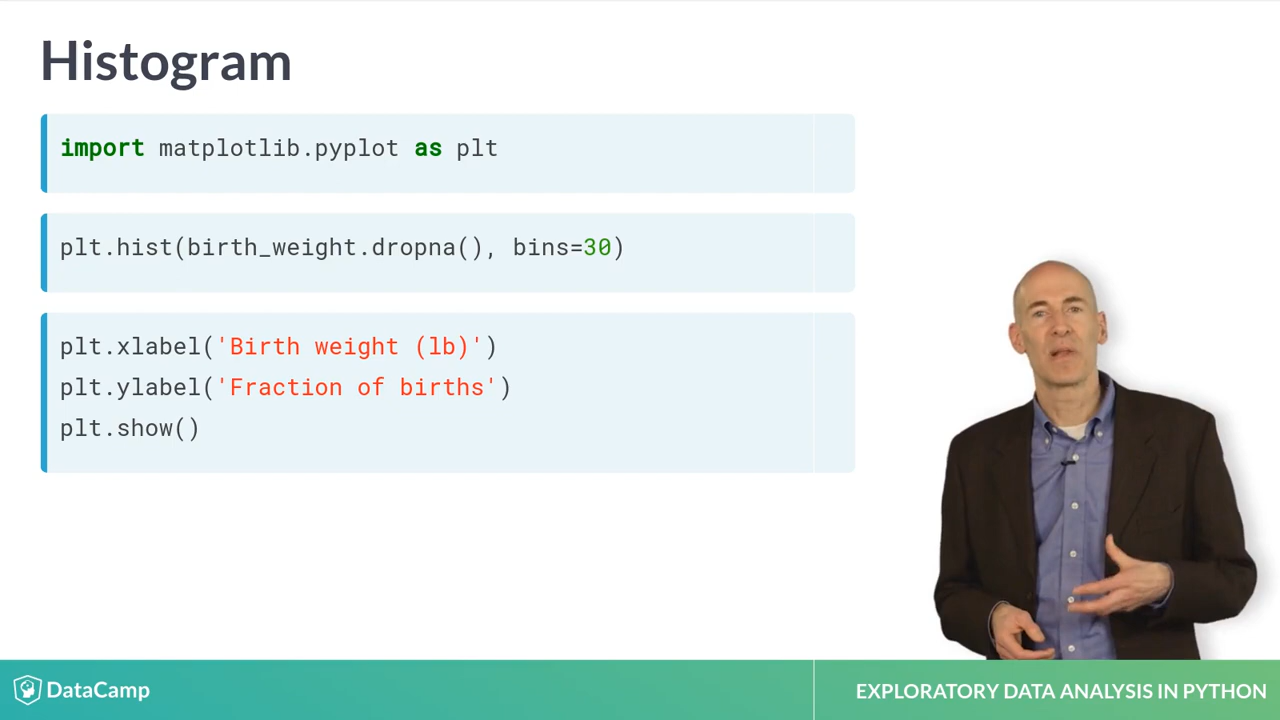 Histogram
import matplotlib.pyplot as plt
plt.hist(birth_weight.dropna(), bins=30)
plt.xlabel('Birth weight (lb)')
plt.ylabel('Fraction of births')
plt.show()
DataCamp
EXPLORATORY DATA ANALYSIS IN PYTHON